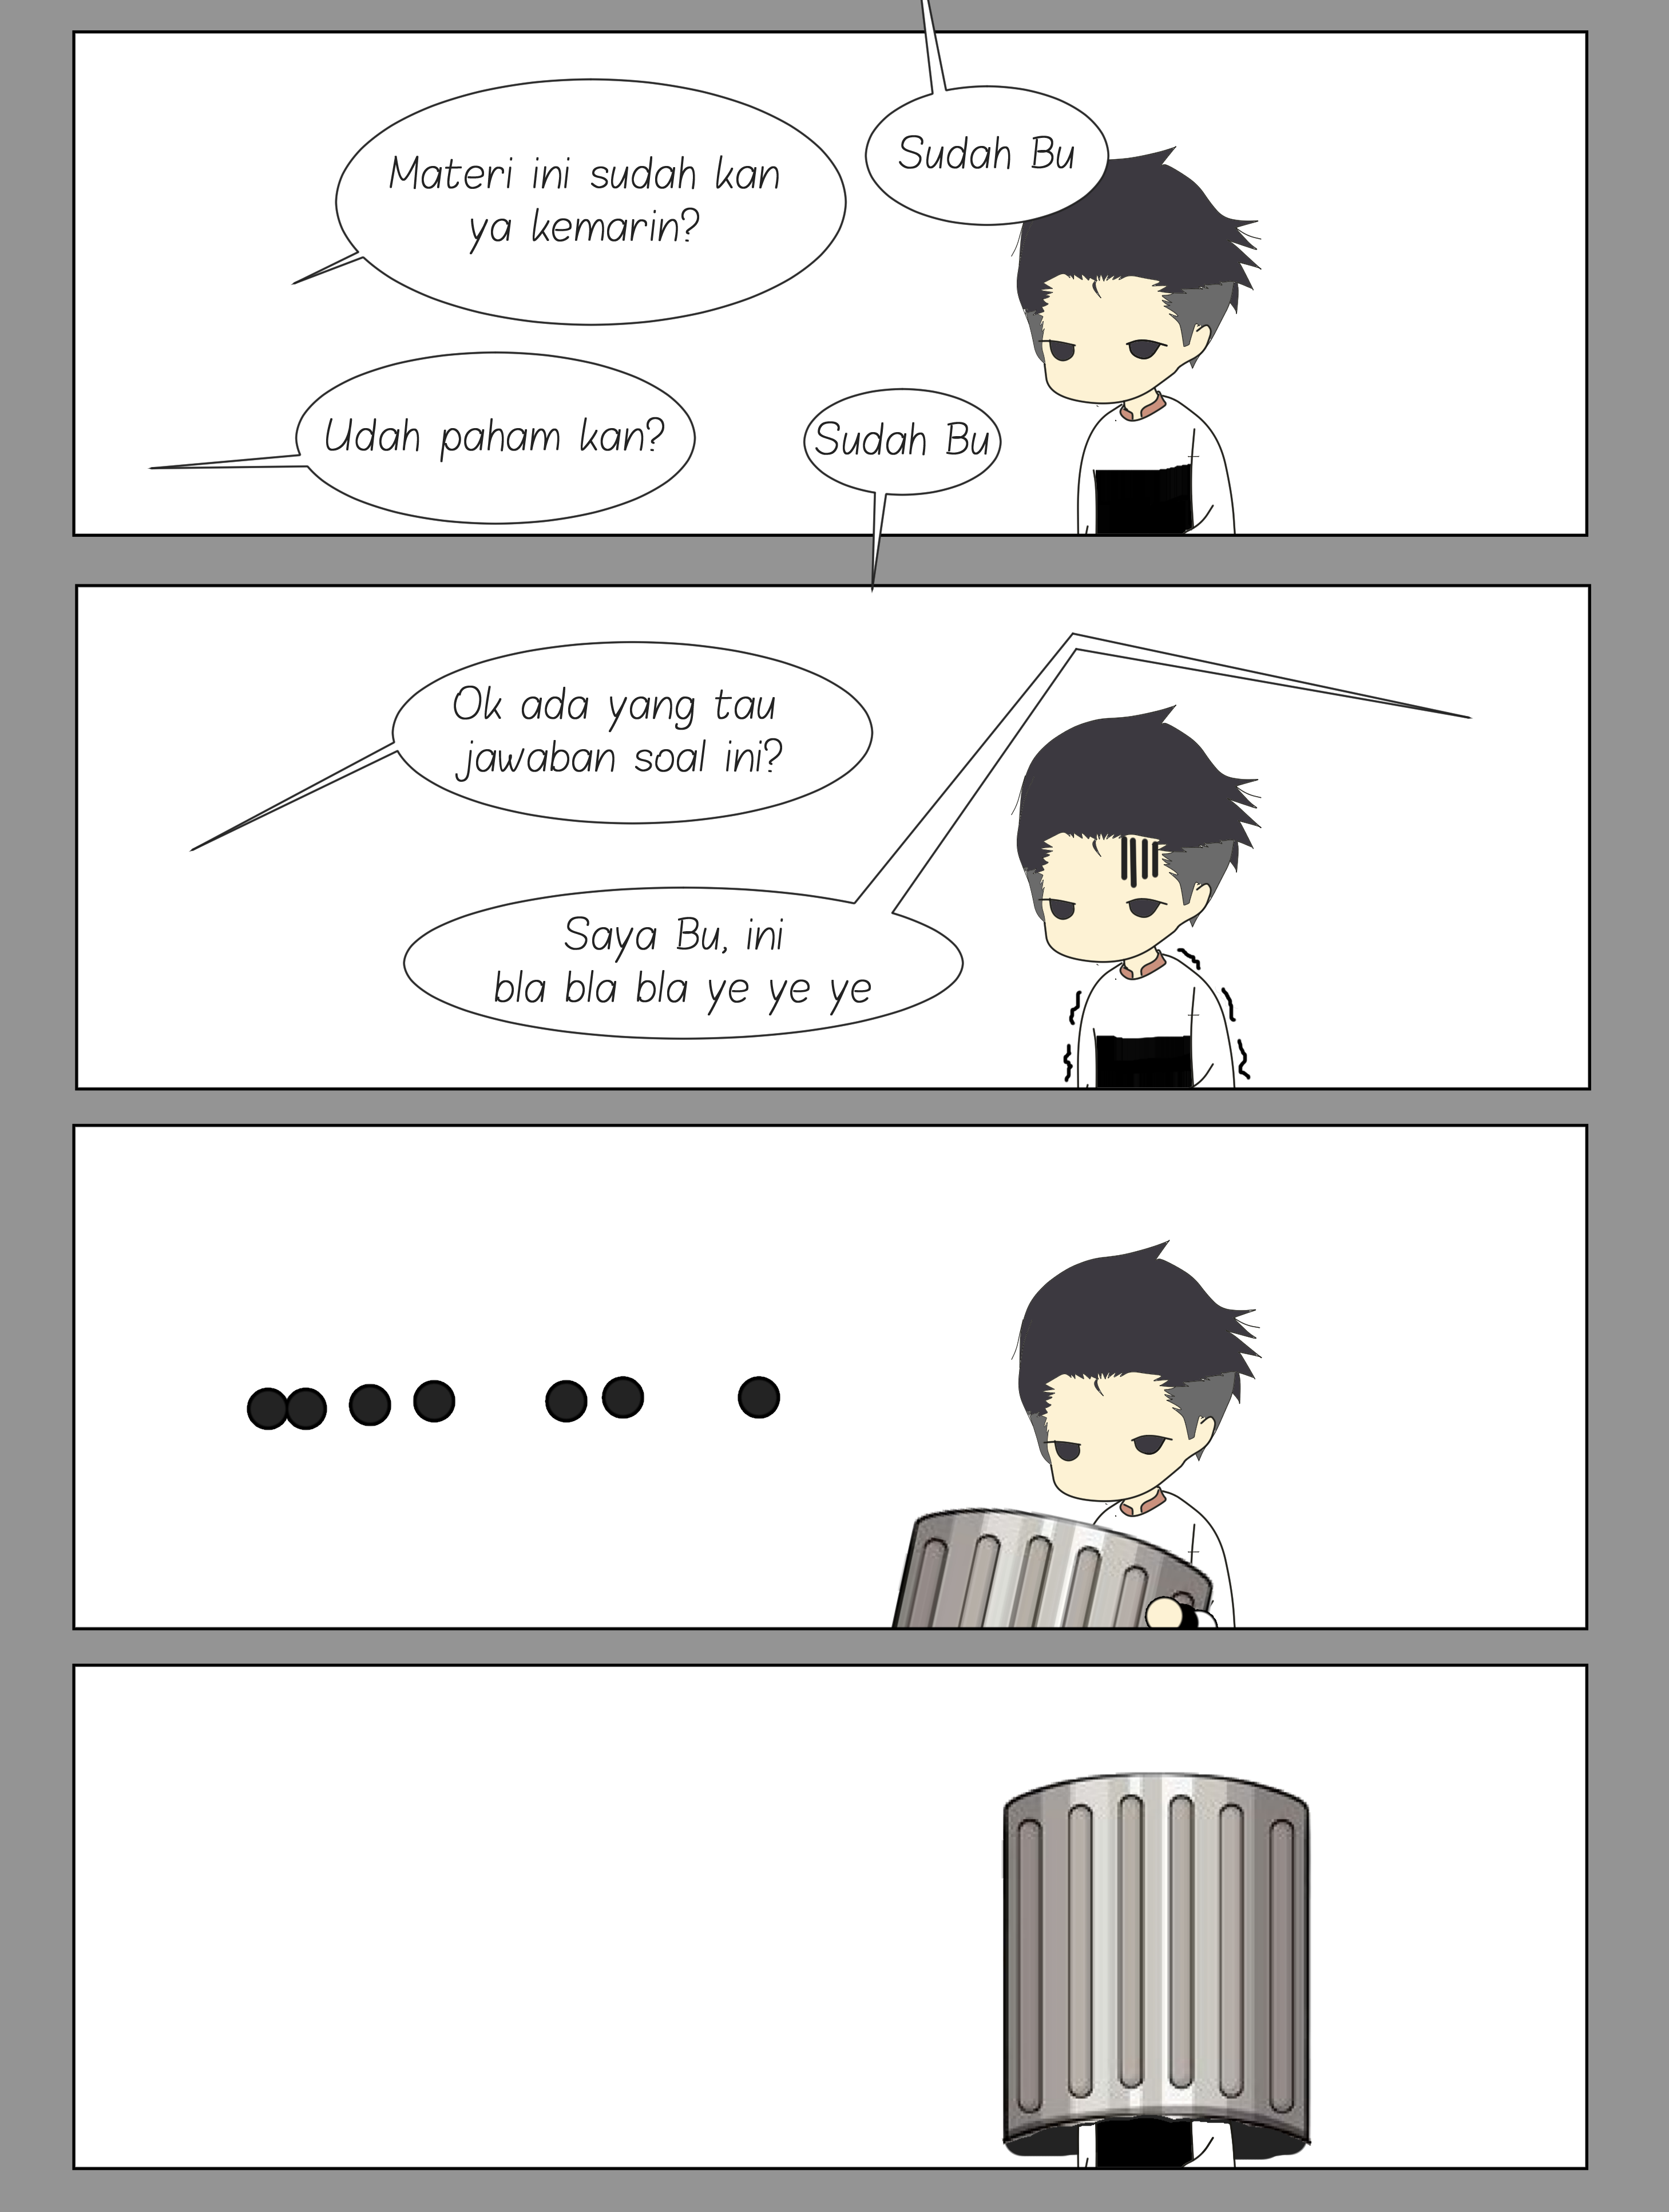 Materi ini sudah kan
ya kemarin?
Sudah Bu
Udah paham kan?
Sudah Bu
Ok ada yang tau
jawaban soal ini?
Saya Bu, ini
bla bla bla ye ye ye